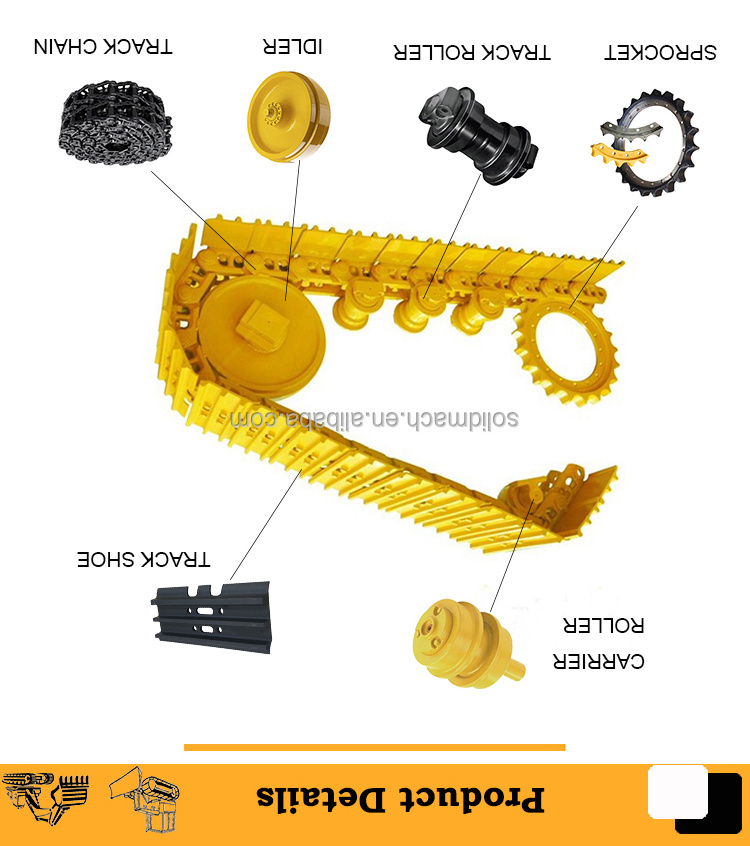 Product Details
CARRIER
ROLLER
TRACK SHOE
solidmach.en.alibaba.com
SPROCKET
TRACK ROLLER
IDLER
TRACK CHAIN